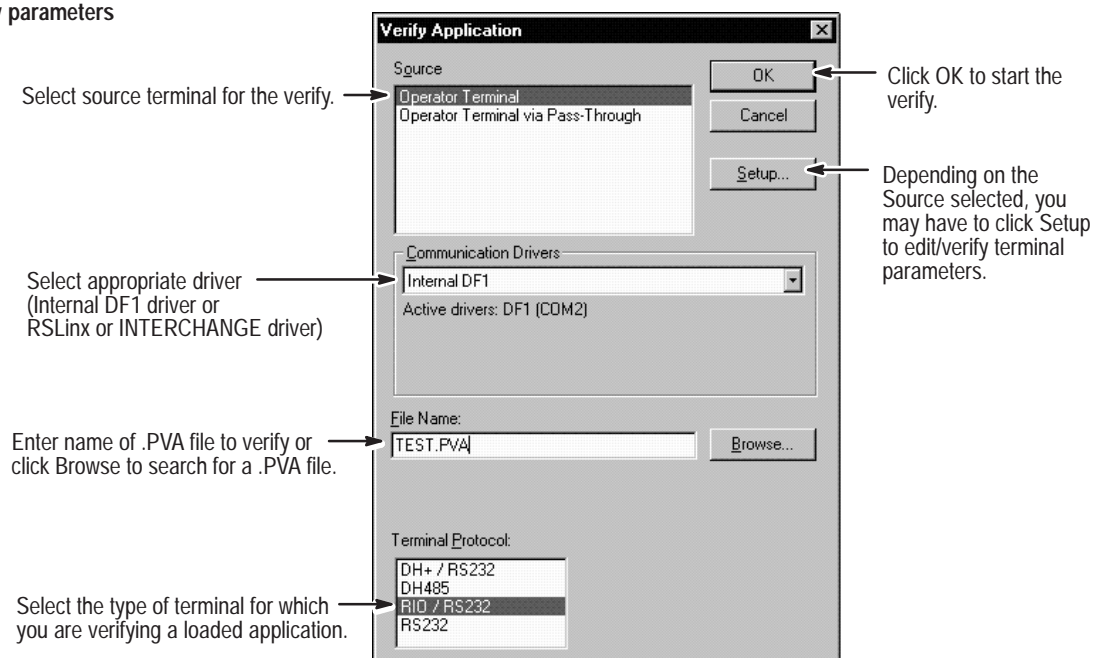 parameters
Verify Application
Source
OK
Click OK to start the
verify.
Select source terminal for the verify.
Operator Terminal
Operator Terminal via Pass-Through
Cancel
Setup...
Depending on the
Source selected, you
may have to click Setup
to edit/verify terminal
parameters.
Communication Drivers
Select appropriate driver
(Internal DF1 driver or
RSLinx or INTERCHANGE driver)
Internal DF1
Active drivers: DF1 (COM2)
File Name:
Enter name of .PVA file to verify or
click Browse to search for a .PVA file.
TEST.PVA
Browse...
Terminal Protocol:
DH+ / RS232
DH485
RIO / RS232
RS232
Select the type of terminal for which
you are verifying a loaded application.